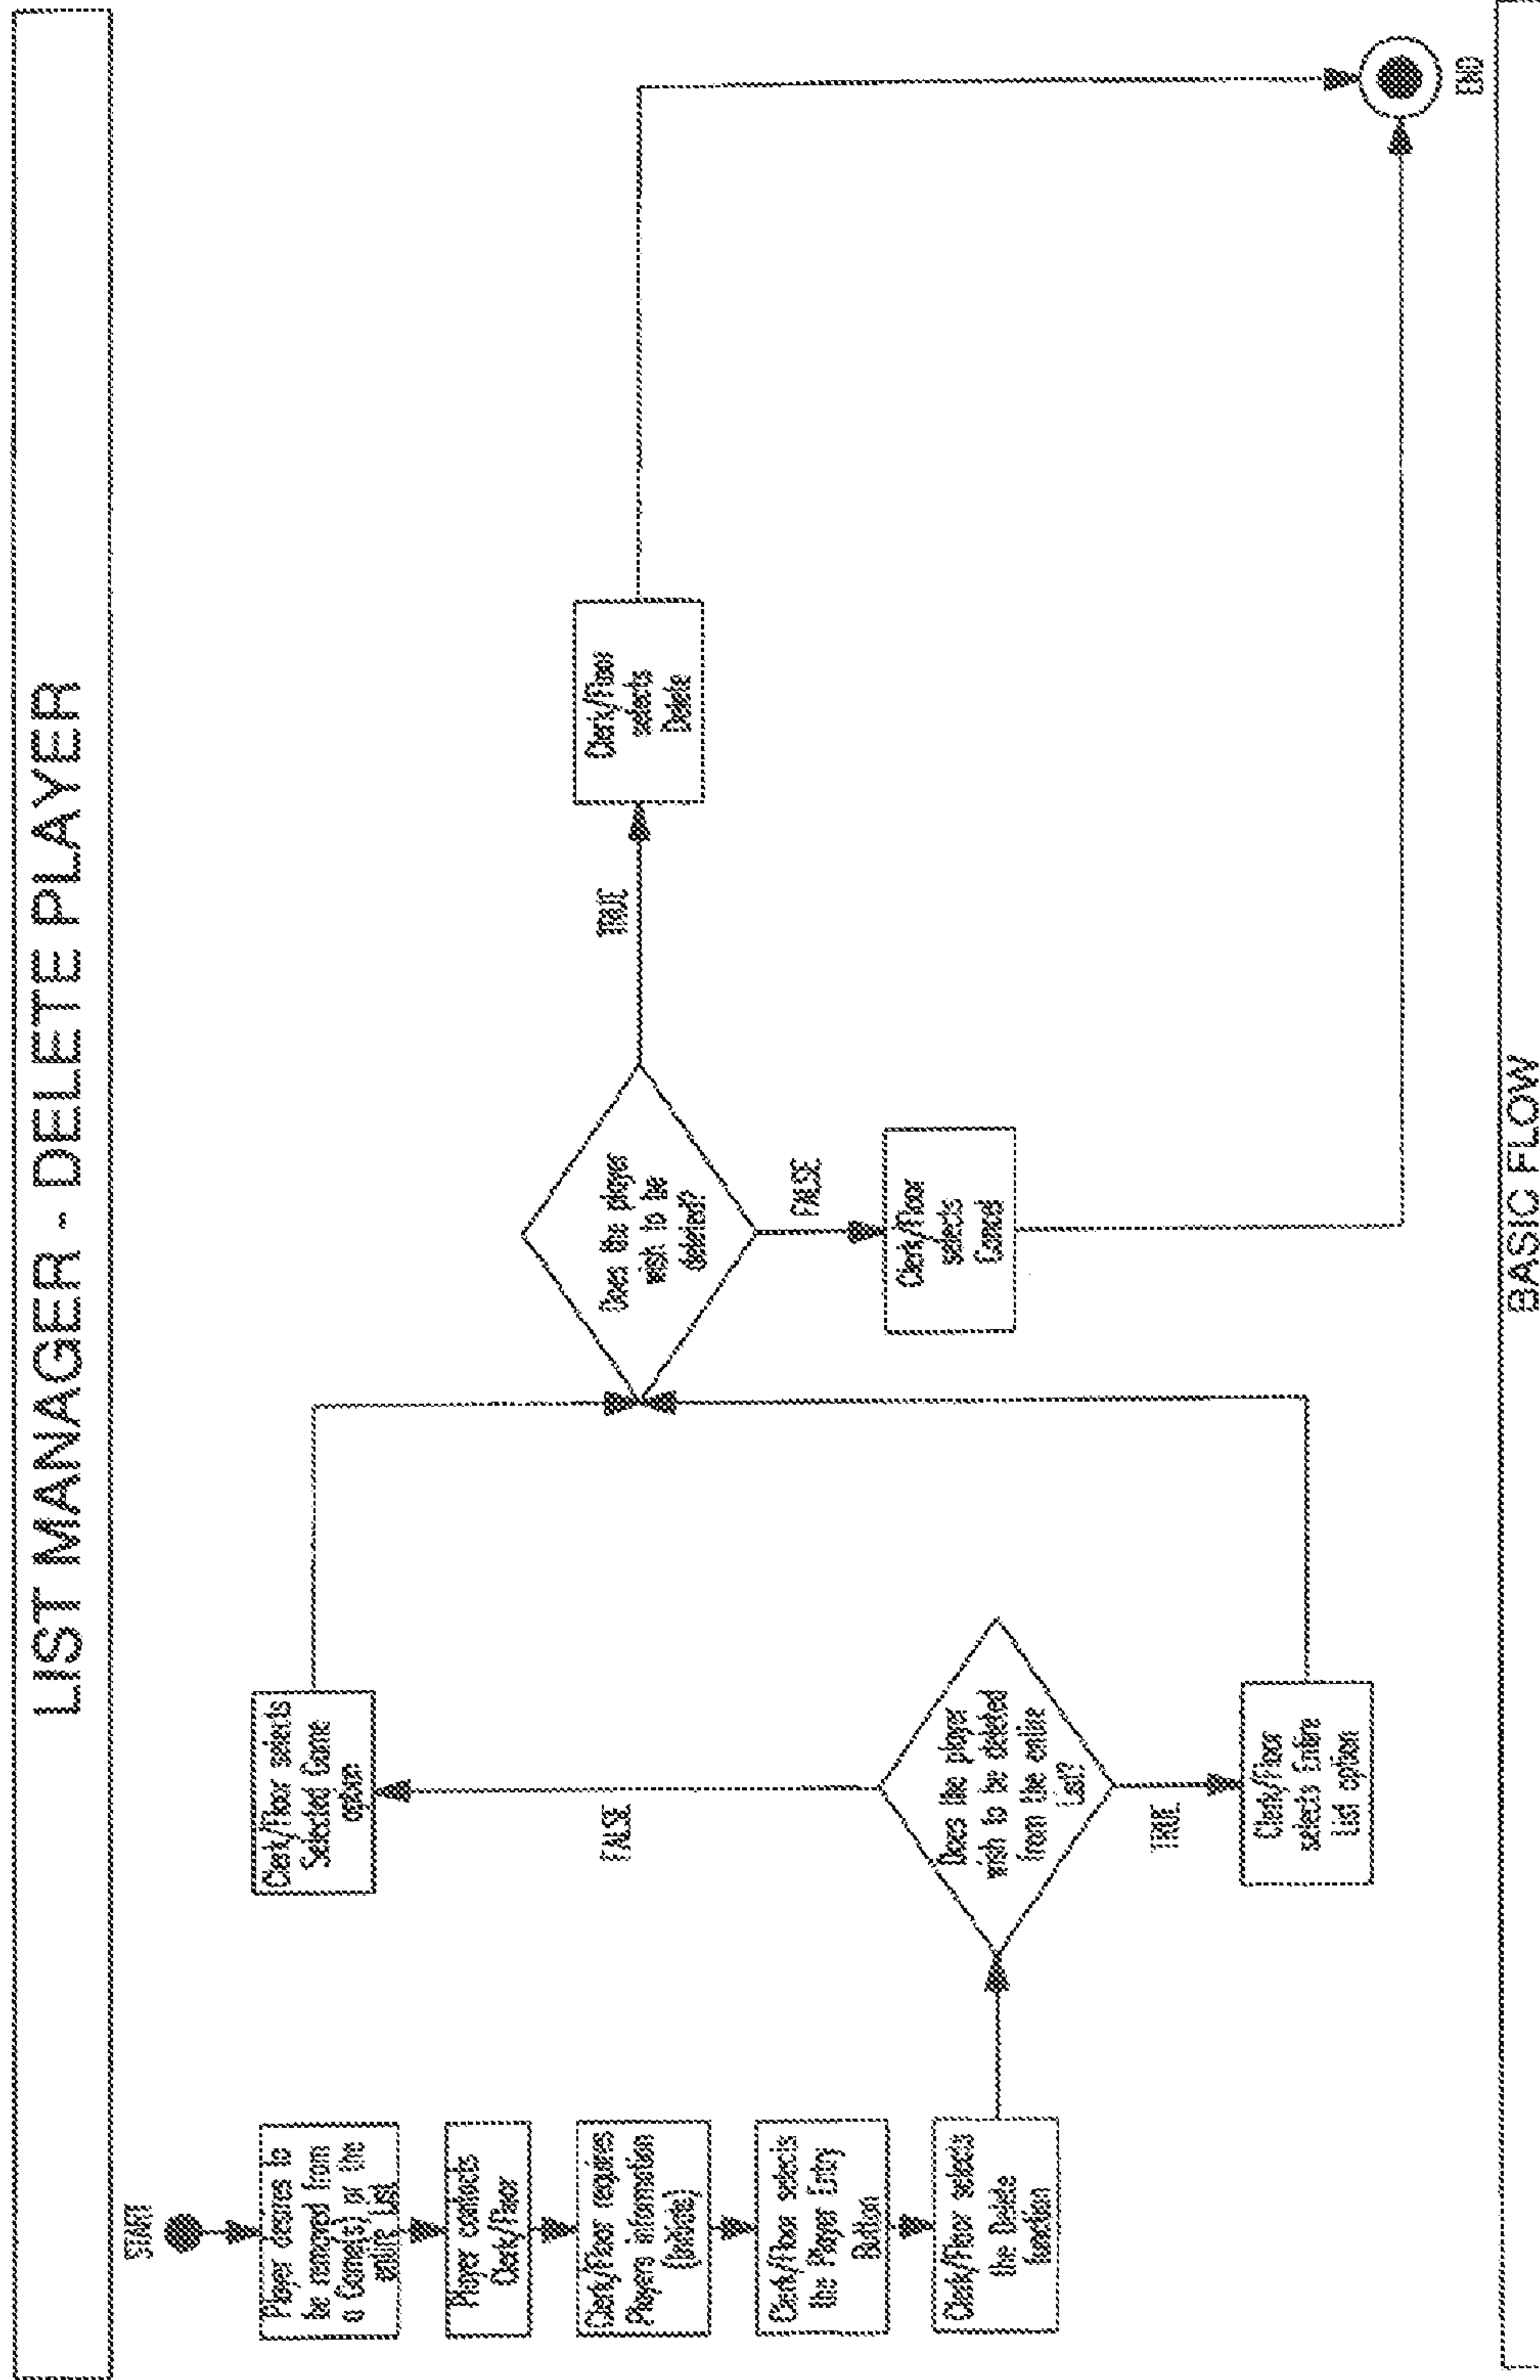 LIST MANAGER - DELETE PLAYER
START
Player desires to
be removed from
a Game(s) or the
entire List
Player contacts
Clerk/Floor
Clerk/Floor requires
Players information
(Initials)
Clerk/Floor selects
the Player Entry
Button
Clerk/Floor selects
the Delete
function
Does the player
wish to be deleted
from the entire
List?
FALSE
Clerk/Floor selects
Selected Game
option
TRUE
Clerk/Floor
selects Entire
List option
Does the player
wish to be
deleted?
FALSE
Clerk/Floor
selects
Cancel
TRUE
Clerk/Floor
selects
Delete
END
BASIC FLOW